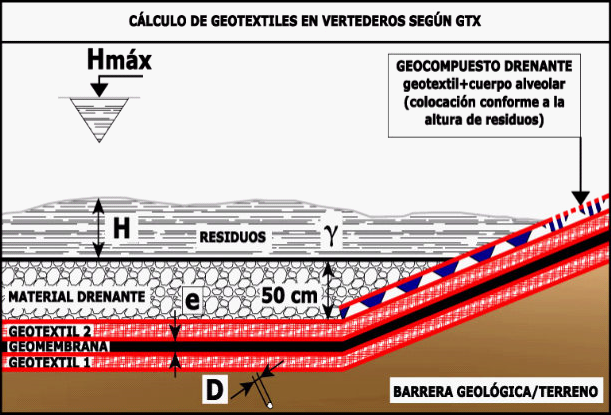 CÁLCULO DE GEOTEXTILES EN VERTEDEROS SEGÚN GTX
Hmáx
GEOCOMPUESTO DRENANTE
geotextil+cuerpo alveolar
(colocación conforme a la
altura de residuos)
H
RESIDUOS
γ
MATERIAL DRENANTE
e
50 cm
GEOTEXTIL 2
GEOMEMBRANA
GEOTEXTIL 1
D
BARRERA GEOLÓGICA/TERRENO